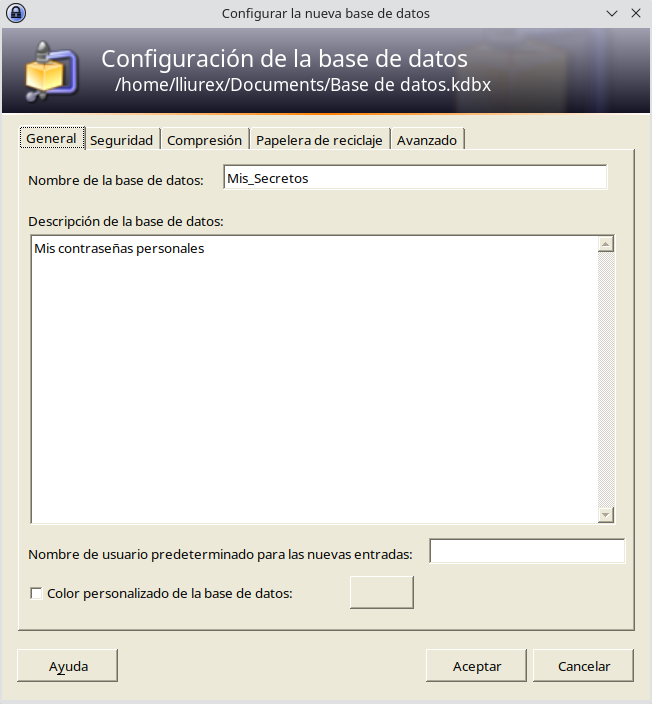 Configurar la nueva base de datos
Configuración de la base de datos
/home/lliurex/Documents/Base de datos.kdbx
General Seguridad Compresión Papelera de reciclaje Avanzado
Nombre de la base de datos: Mis_Secretos
Descripción de la base de datos:
Mis contraseñas personales
Nombre de usuario predeterminado para las nuevas entradas:
Color personalizado de la base de datos:
Ayuda Aceptar Cancelar